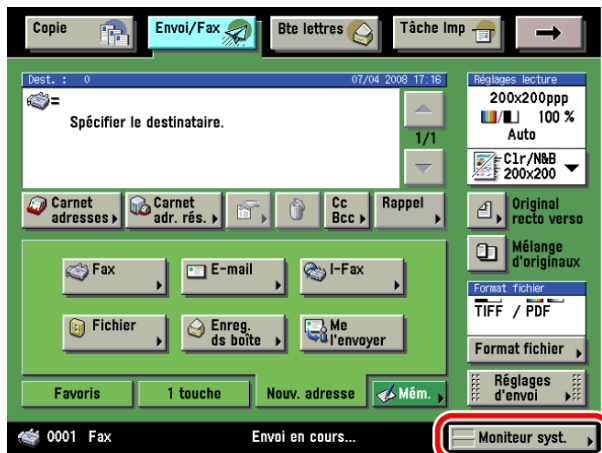 Copie
Envoi/Fax
Bte lettres
Tâche Imp
Dest. : 0 07/04 2008 17:16
Spécifier le destinataire.
1/1
Carnet adresses
Carnet adr. rés.
Cc Bcc
Rappel
Fax
E-mail
I-Fax
Fichier
Enreg. ds boîte
Me l'envoyer
Favoris
1 touche
Nouv. adresse
Mém.
Réglages lecture
200x200ppp
100 %
Auto
Clr/N&B
200x200
Original
recto verso
Mélange
d'originaux
Format fichier
TIFF / PDF
Format fichier
Réglages
d'envoi
0001 Fax
Envoi en cours...
Moniteur syst.